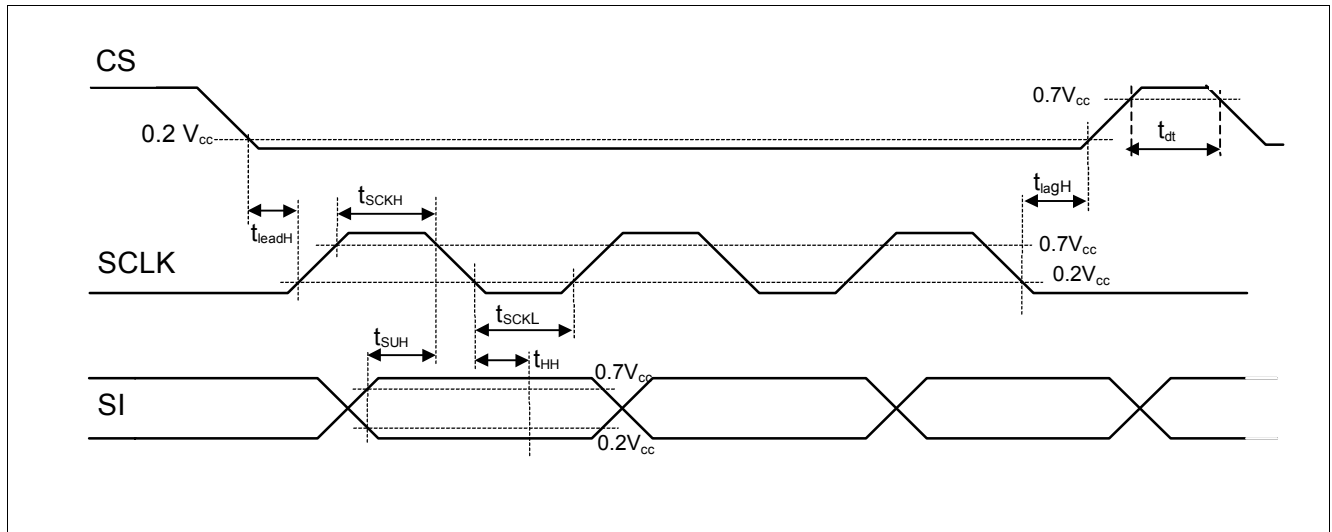 CS
0.7Vcc
0.2 Vcc
tdt
tSCKH
tlagH
tleadH
0.7Vcc
SCLK
0.2Vcc
tSCKL
tSUH
tHH
0.7Vcc
SI
0.2Vcc